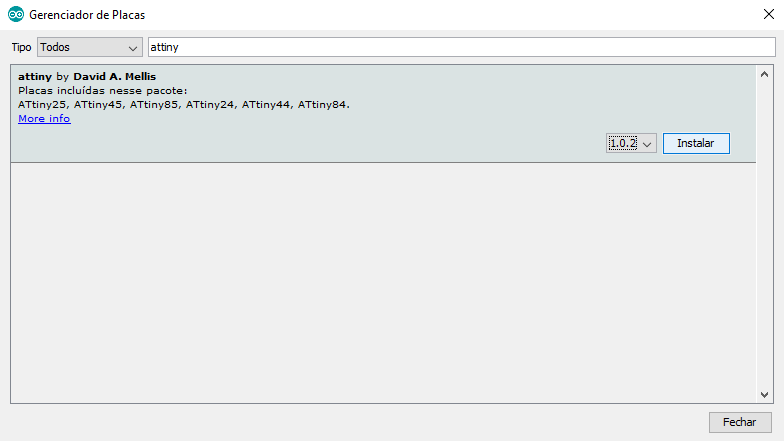 Gerenciador de Placas
Tipo Todos attiny
attiny by David A. Mellis
Placas incluídas nesse pacote:
ATtiny25, ATtiny45, ATtiny85, ATtiny24, ATtiny44, ATtiny84.
More info
1.0.2 Instalar
Fechar